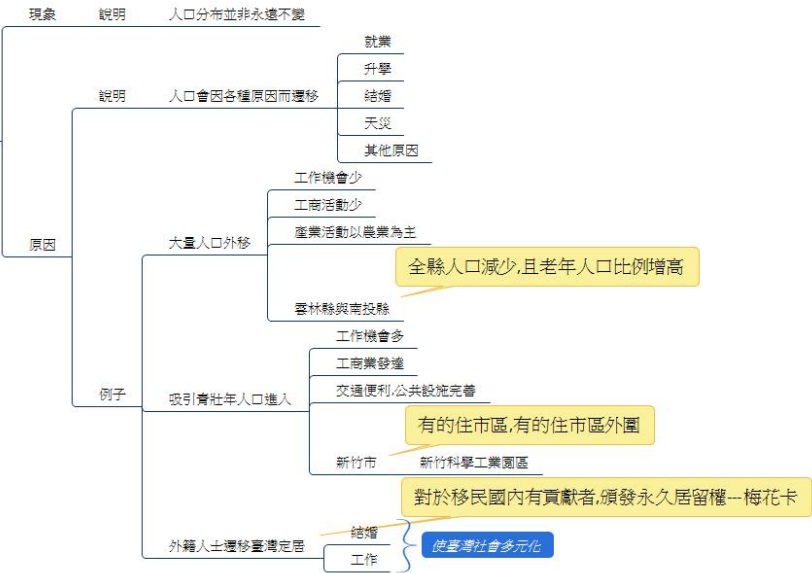 現象
說明
人口分布並非永遠不變
原因
說明
人口會因各種原因而遷移
就業
升學
結婚
天災
其他原因
例子
大量人口外移
工作機會少
工商活動少
產業活動以農業為主
全縣人口減少,且老年人口比例增高
雲林縣與南投縣
吸引青壯年人口進入
工作機會多
工商業發達
交通便利,公共設施完善
有的住市區,有的住市區外圍
新竹市
新竹科學工業園區
對於移民國內有貢獻者,頒發永久居留權---梅花卡
外籍人士遷移臺灣定居
結婚
工作
使臺灣社會多元化